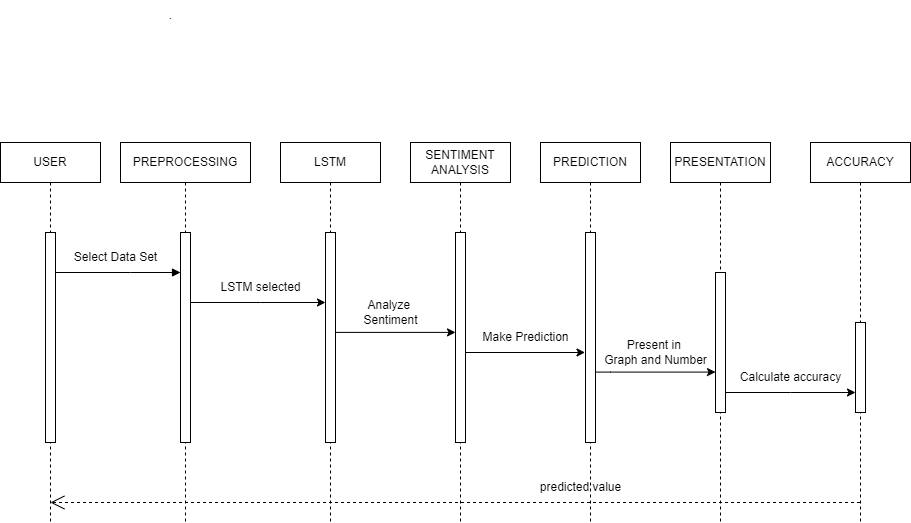 USER
PREPROCESSING
LSTM
SENTIMENT
ANALYSIS
PREDICTION
PRESENTATION
ACCURACY
Select Data Set
LSTM selected
Analyze
Sentiment
Make Prediction
Present in
Graph and Number
Calculate accuracy
predicted value